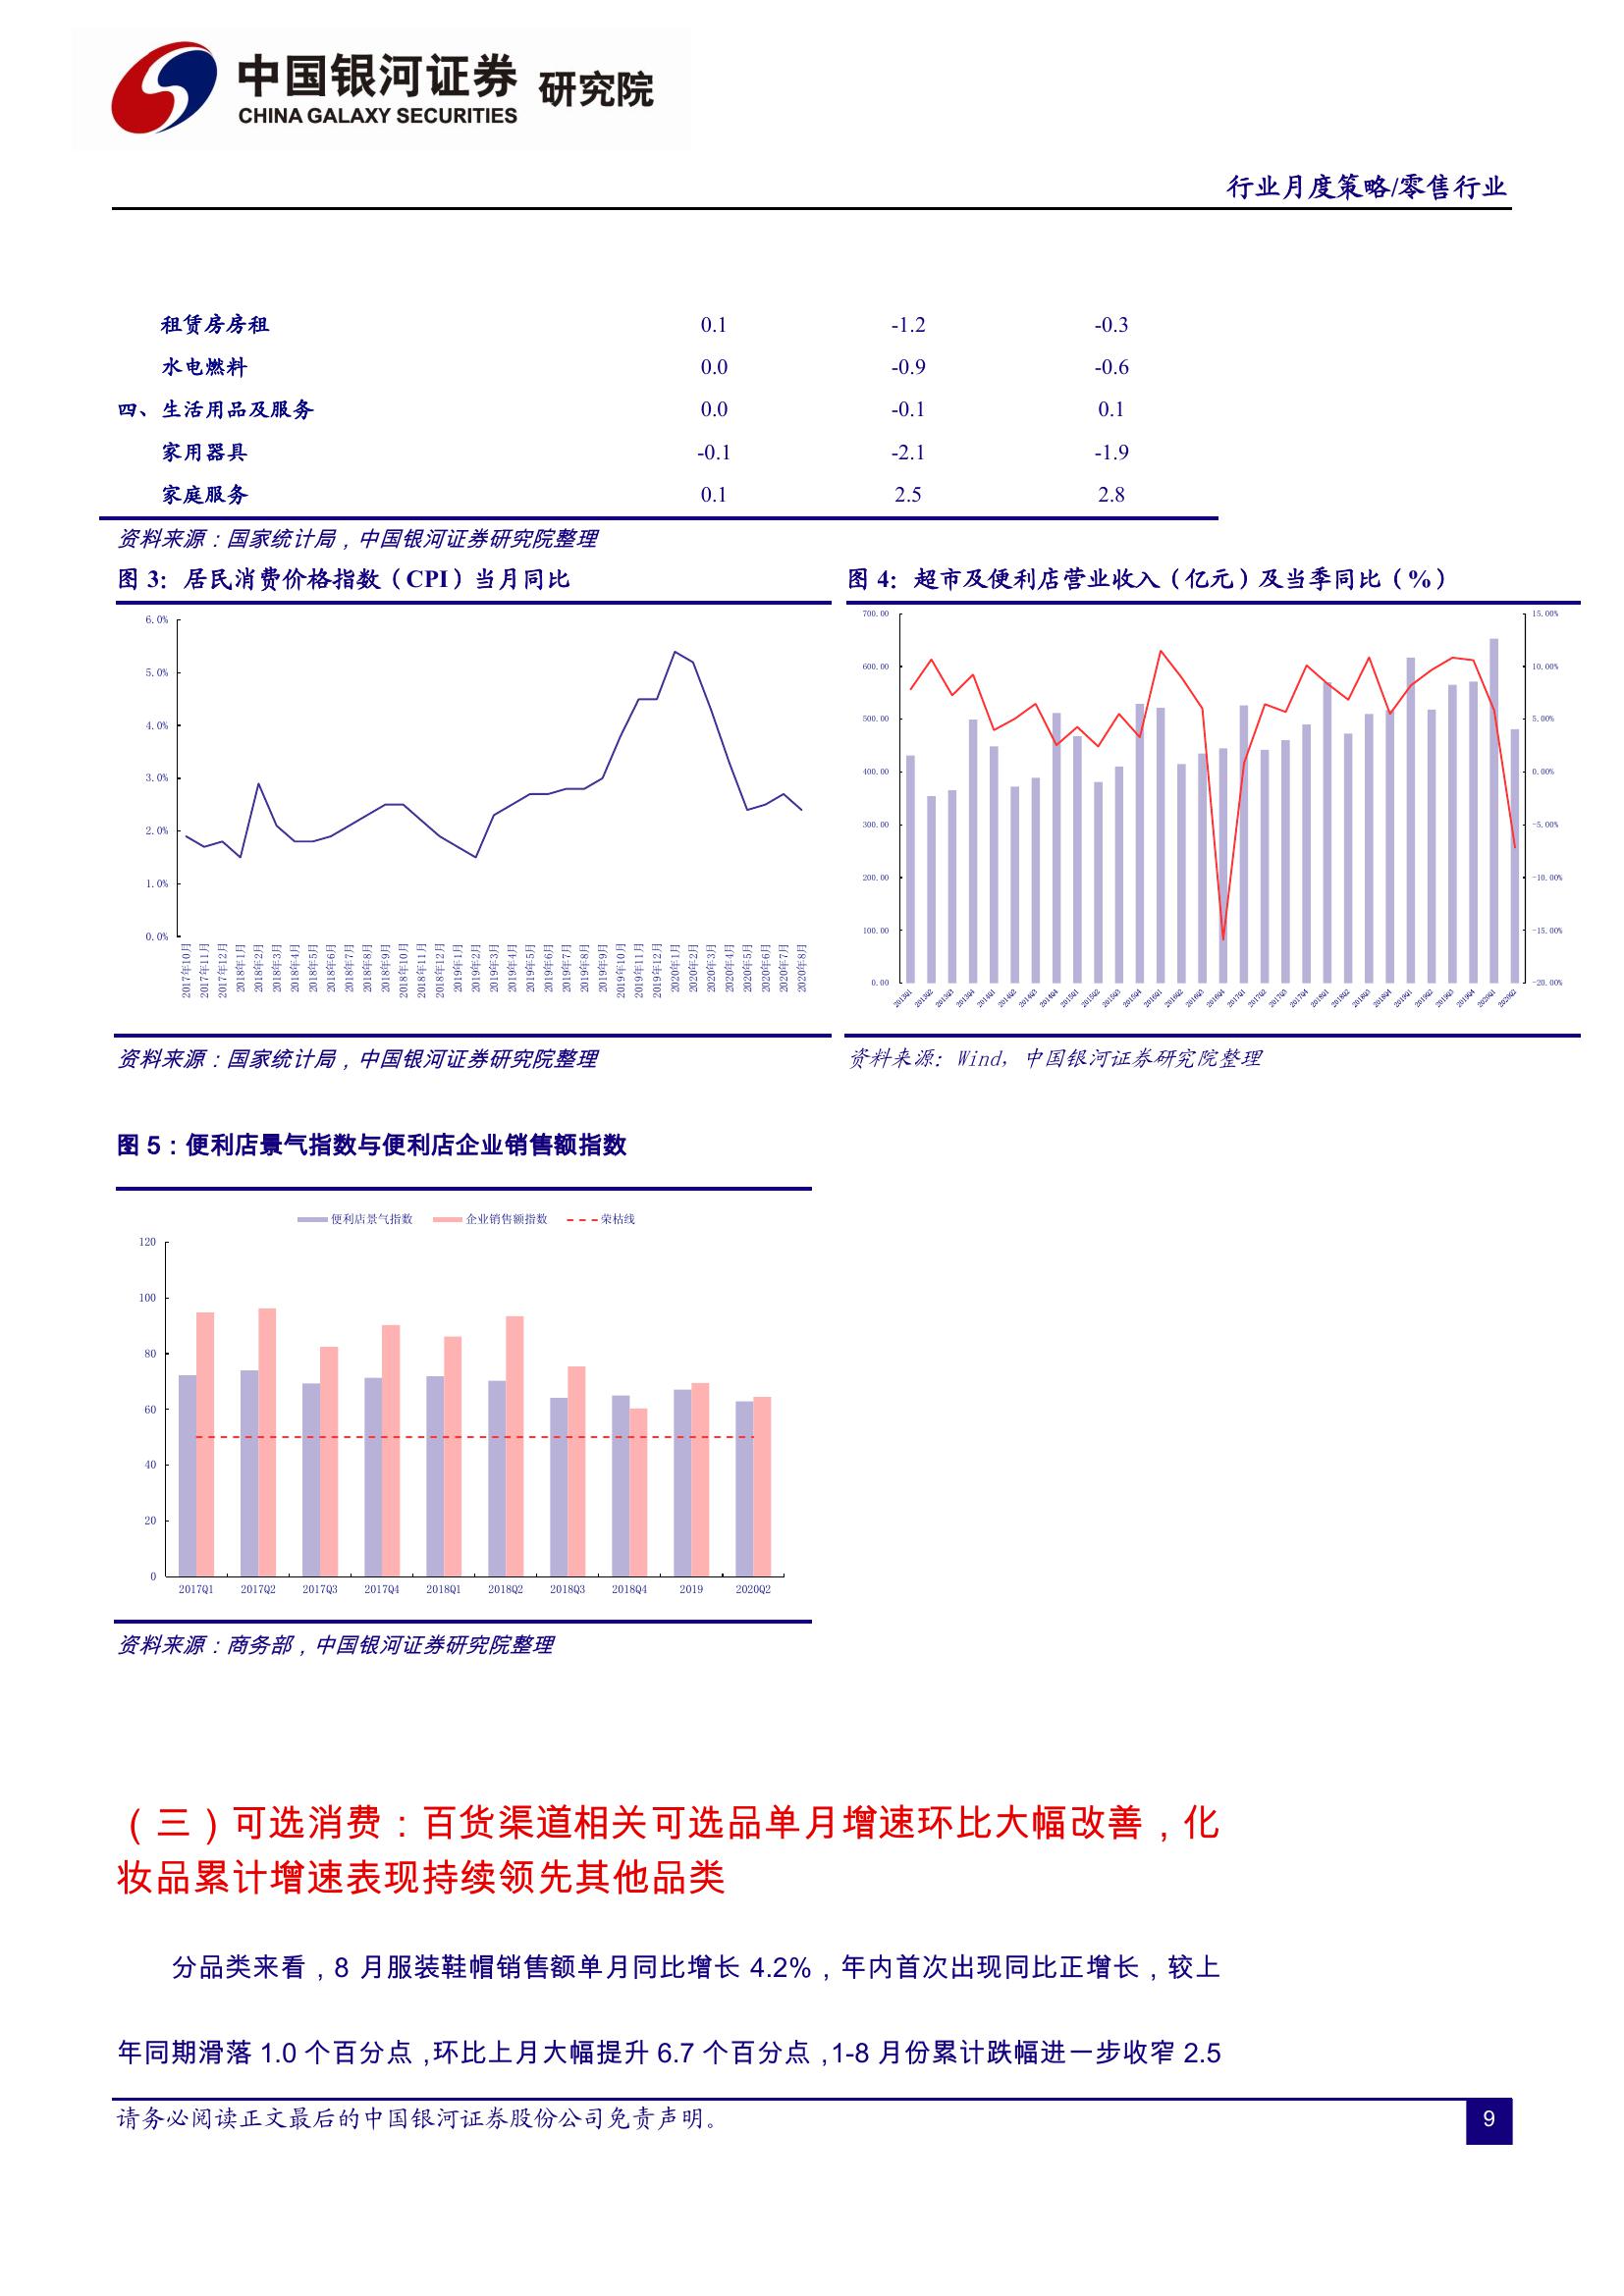 中国银河证券 研究院
CHINA GALAXY SECURITIES
行业月度策略/零售行业
租赁房房租 0.1 -1.2 -0.3
水电燃料 0.0 -0.9 -0.6
四、生活用品及服务 0.0 -0.1 0.1
家用器具 -0.1 -2.1 -1.9
家庭服务 0.1 2.5 2.8
资料来源：国家统计局，中国银河证券研究院整理
图 3：居民消费价格指数（CPI）当月同比
6.0%
5.0%
4.0%
3.0%
2.0%
1.0%
0.0%
2017年10月
2017年11月
2017年12月
2018年1月
2018年2月
2018年3月
2018年4月
2018年5月
2018年6月
2018年7月
2018年8月
2018年9月
2018年10月
2018年11月
2018年12月
2019年1月
2019年2月
2019年3月
2019年4月
2019年5月
2019年6月
2019年7月
2019年8月
2019年9月
2019年10月
2019年11月
2019年12月
2020年1月
2020年2月
2020年3月
2020年4月
2020年5月
2020年6月
2020年7月
2020年8月
资料来源：国家统计局，中国银河证券研究院整理
图 4：超市及便利店营业收入（亿元）及当季同比（%）
700.00
600.00
500.00
400.00
300.00
200.00
100.00
0.00
15.00%
10.00%
5.00%
0.00%
-5.00%
-10.00%
-15.00%
-20.00%
2013Q1
2013Q2
2013Q3
2013Q4
2014Q1
2014Q2
2014Q3
2014Q4
2015Q1
2015Q2
2015Q3
2015Q4
2016Q1
2016Q2
2016Q3
2016Q4
2017Q1
2017Q2
2017Q3
2017Q4
2018Q1
2018Q2
2018Q3
2018Q4
2019Q1
2019Q2
2019Q3
2019Q4
2020Q1
2020Q2
资料来源：Wind，中国银河证券研究院整理
图 5：便利店景气指数与便利店企业销售额指数
便利店景气指数 企业销售额指数 荣枯线
120
100
80
60
40
20
0
2017Q1 2017Q2 2017Q3 2017Q4 2018Q1 2018Q2 2018Q3 2018Q4 2019 2020Q2
资料来源：商务部，中国银河证券研究院整理
（三）可选消费：百货渠道相关可选品单月增速环比大幅改善，化
妆品累计增速表现持续领先其他品类
分品类来看，8 月服装鞋帽销售额单月同比增长 4.2%，年内首次出现同比正增长，较上
年同期滑落 1.0 个百分点，环比上月大幅提升 6.7 个百分点，1-8 月份累计跌幅进一步收窄 2.5
请务必阅读正文最后的中国银河证券股份公司免责声明。
9